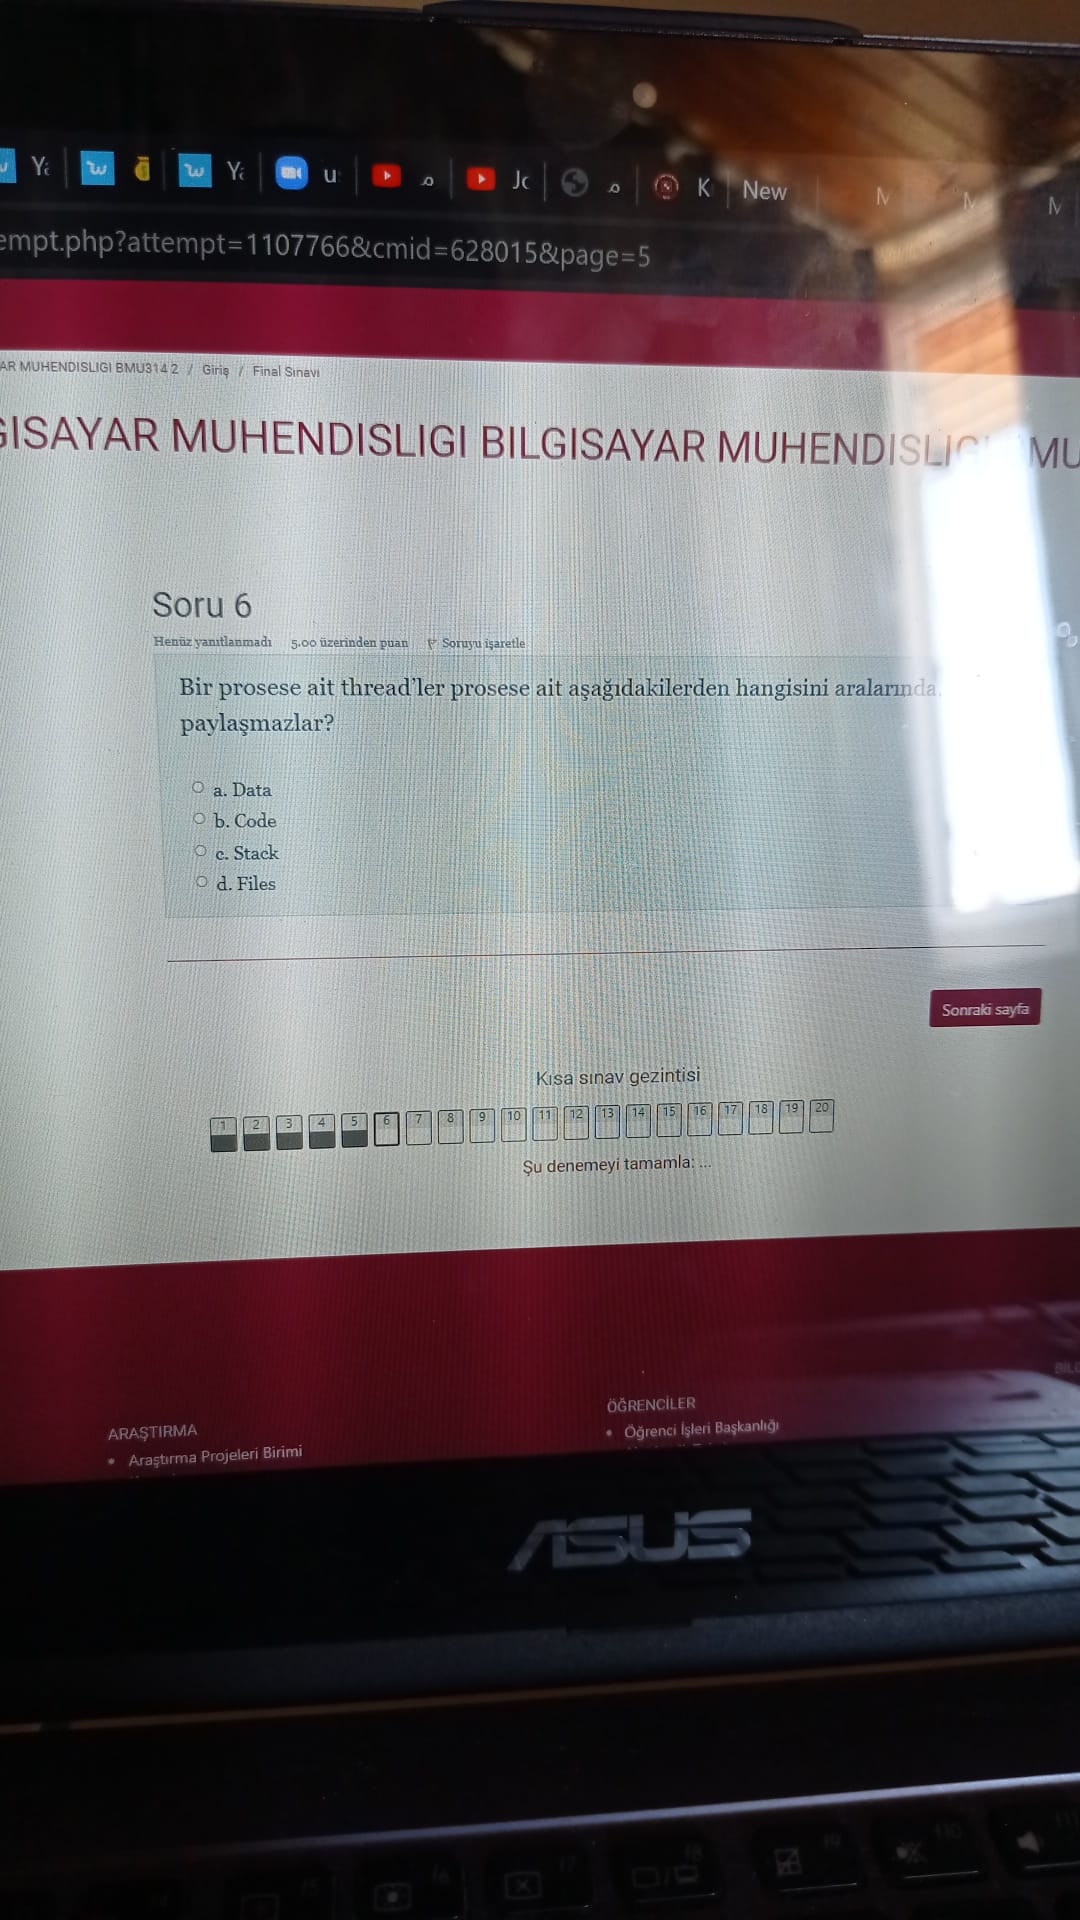 Yi
Yi
u
Jc
K
New
empt.php?attempt=1107766&cmid=628015&page=5
AR MUHENDISLIGI BMU314 2 / Giriş / Final Sınavı
GISAYAR MUHENDISLIGI BILGISAYAR MUHENDISLIG MU
Soru 6
Henüz yanıtlanmadı 5,00 üzerinden puan Soruyu işaretle
Bir prosese ait thread'ler prosese ait aşağıdakilerden hangisini aralarında
paylaşmazlar?
a. Data
b. Code
c. Stack
d. Files
Sonraki sayfa
Kısa sınav gezintisi
1 2 3 4 5 6 7 8 9 10 11 12 13 14 15 16 17 18 19 20
Şu denemeyi tamamla: ...
ARAŞTIRMA
• Araştırma Projeleri Birimi
ÖĞRENCİLER
• Öğrenci İşleri Başkanlığı
ASUS